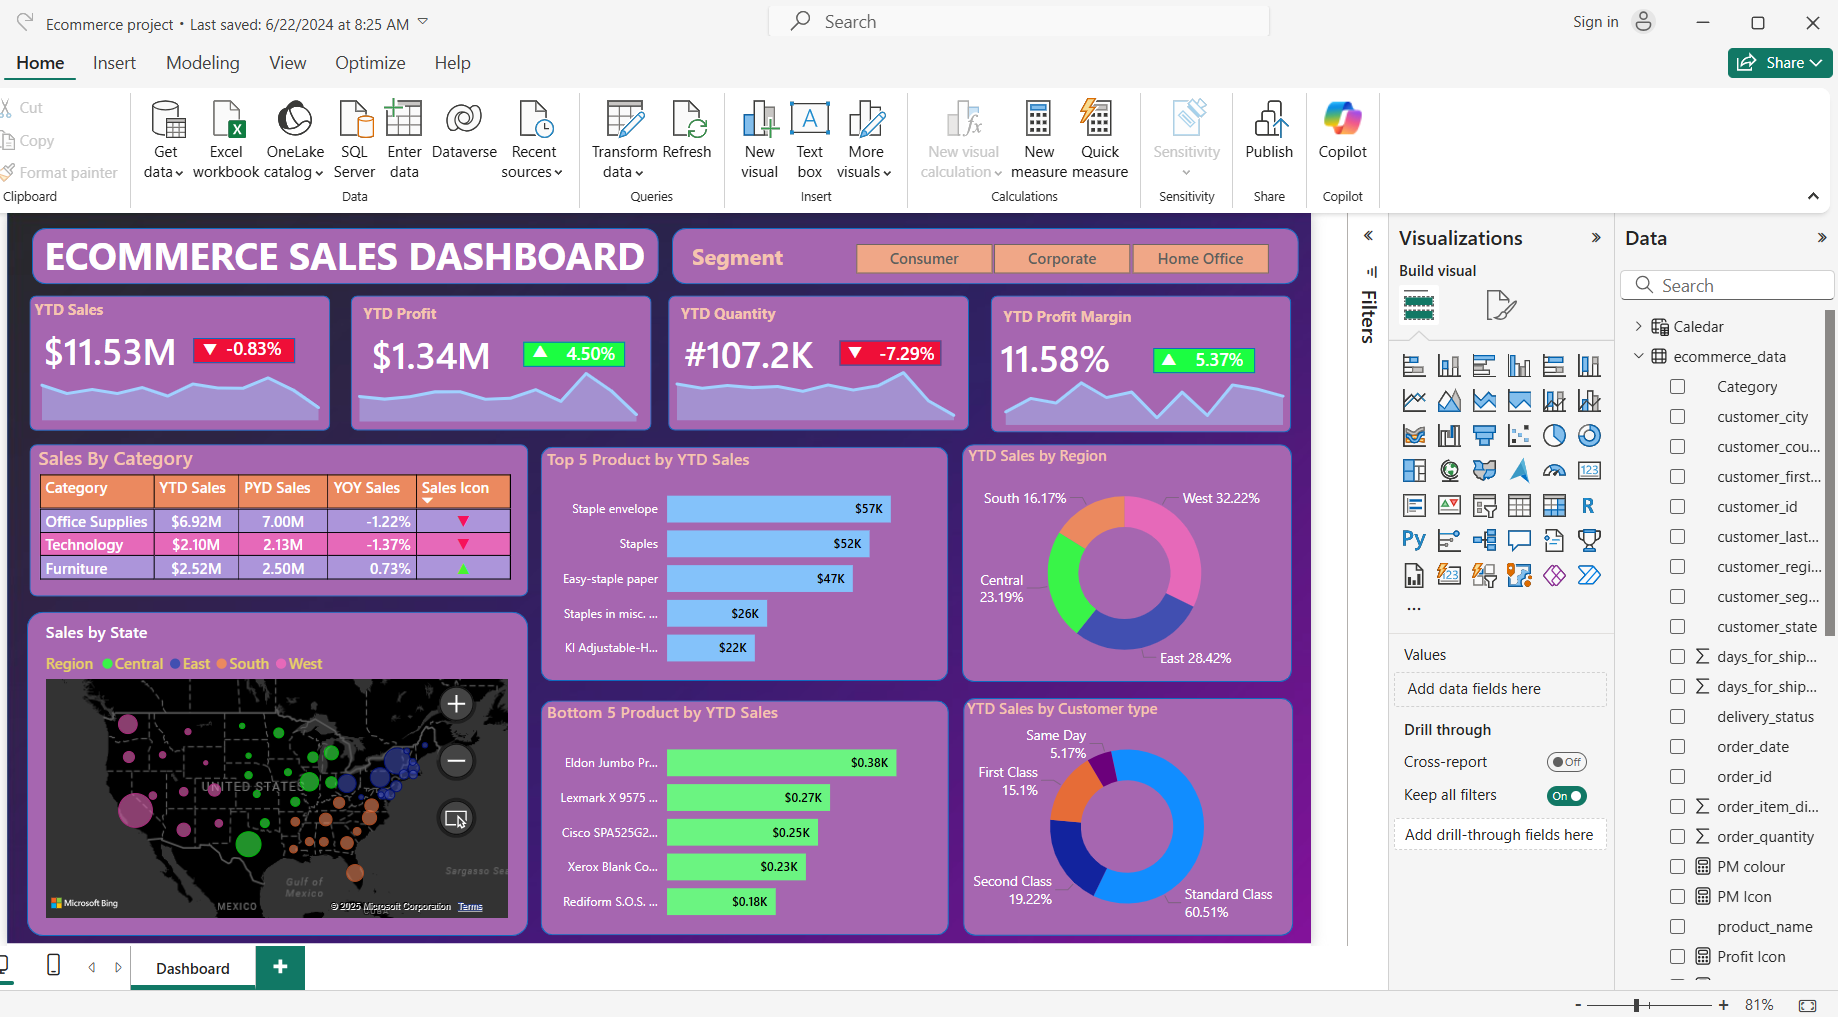 Ecommerce project • Last saved: 6/22/2024 at 8:25 AM
Search
Sign in
Home Insert Modeling View Optimize Help
Share
Cut
Copy
Format painter
Clipboard
Get data
Excel workbook
OneLake catalog
SQL Server
Enter data
Dataverse
Recent sources
Data
Transform data
Refresh
Queries
New visual
Text box
More visuals
Insert
New visual calculation
New measure
Quick measure
Calculations
Sensitivity
Sensitivity
Publish
Share
Copilot
Copilot
ECOMMERCE SALES DASHBOARD
Segment
Consumer Corporate Home Office
YTD Sales
$11.53M
▼ -0.83%
YTD Profit
$1.34M
▲ 4.50%
YTD Quantity
#107.2K
▼ -7.29%
YTD Profit Margin
11.58%
▲ 5.37%
Sales By Category
Category YTD Sales PYD Sales YOY Sales Sales Icon
Office Supplies $6.92M 7.00M -1.22% ▼
Technology $2.10M 2.13M -1.37% ▼
Furniture $2.52M 2.50M 0.73% ▲
Sales by State
Region Central East South West
UNITED STATES
Gulf of
Mexico
MEXICO
CUBA
Sargasso Sea
Microsoft Bing
© 2025 Microsoft Corporation Terms
Top 5 Product by YTD Sales
Staple envelope $57K
Staples $52K
Easy-staple paper $47K
Staples in misc. ... $26K
KI Adjustable-H... $22K
Bottom 5 Product by YTD Sales
Eldon Jumbo Pr... $0.38K
Lexmark X 9575 ... $0.27K
Cisco SPA525G2... $0.25K
Xerox Blank Co... $0.23K
Rediform S.O.S. ... $0.18K
YTD Sales by Region
South 16.17%
West 32.22%
Central
23.19%
East 28.42%
YTD Sales by Customer type
Same Day
5.17%
First Class
15.1%
Second Class
19.22%
Standard Class
60.51%
Filters
Visualizations
Build visual
R
Py
123
123
...
Values
Add data fields here
Drill through
Cross-report Off
Keep all filters On
Add drill-through fields here
Data
Search
Caledar
ecommerce_data
Category
customer_city
customer_cou...
customer_first...
customer_id
customer_last...
customer_regi...
customer_seg...
customer_state
days_for_ship...
days_for_ship...
delivery_status
order_date
order_id
order_item_di...
order_quantity
PM colour
PM Icon
product_name
Profit Icon
Dashboard
+
- + 81%